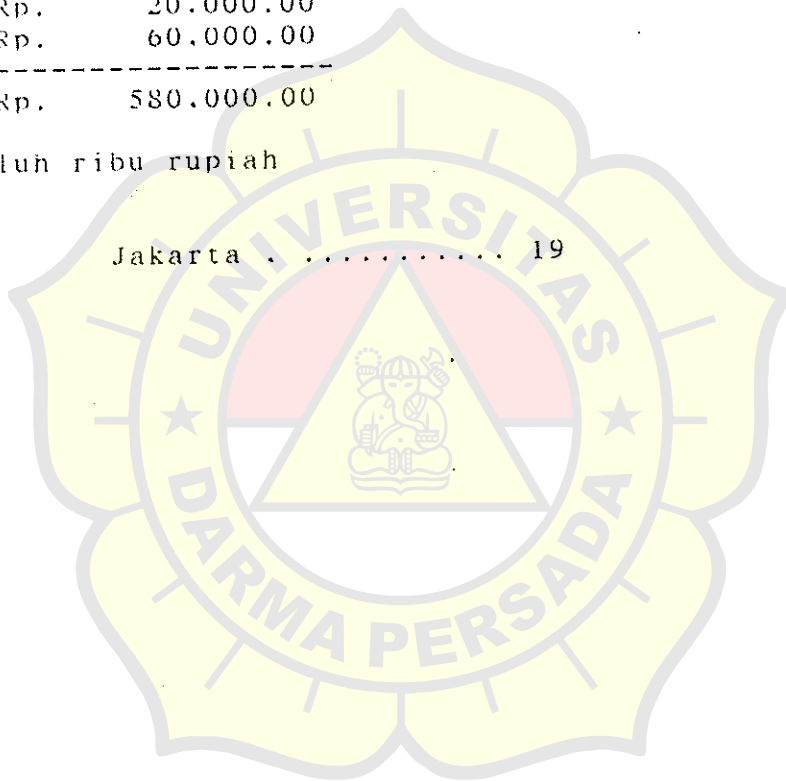 Rp. 20.000.00
Rp. 60.000.00
--------------------
Rp. 580.000.00
luh ribu rupiah
Jakarta . ........... 19
UNIVERSITAS
DARMA PERSADA